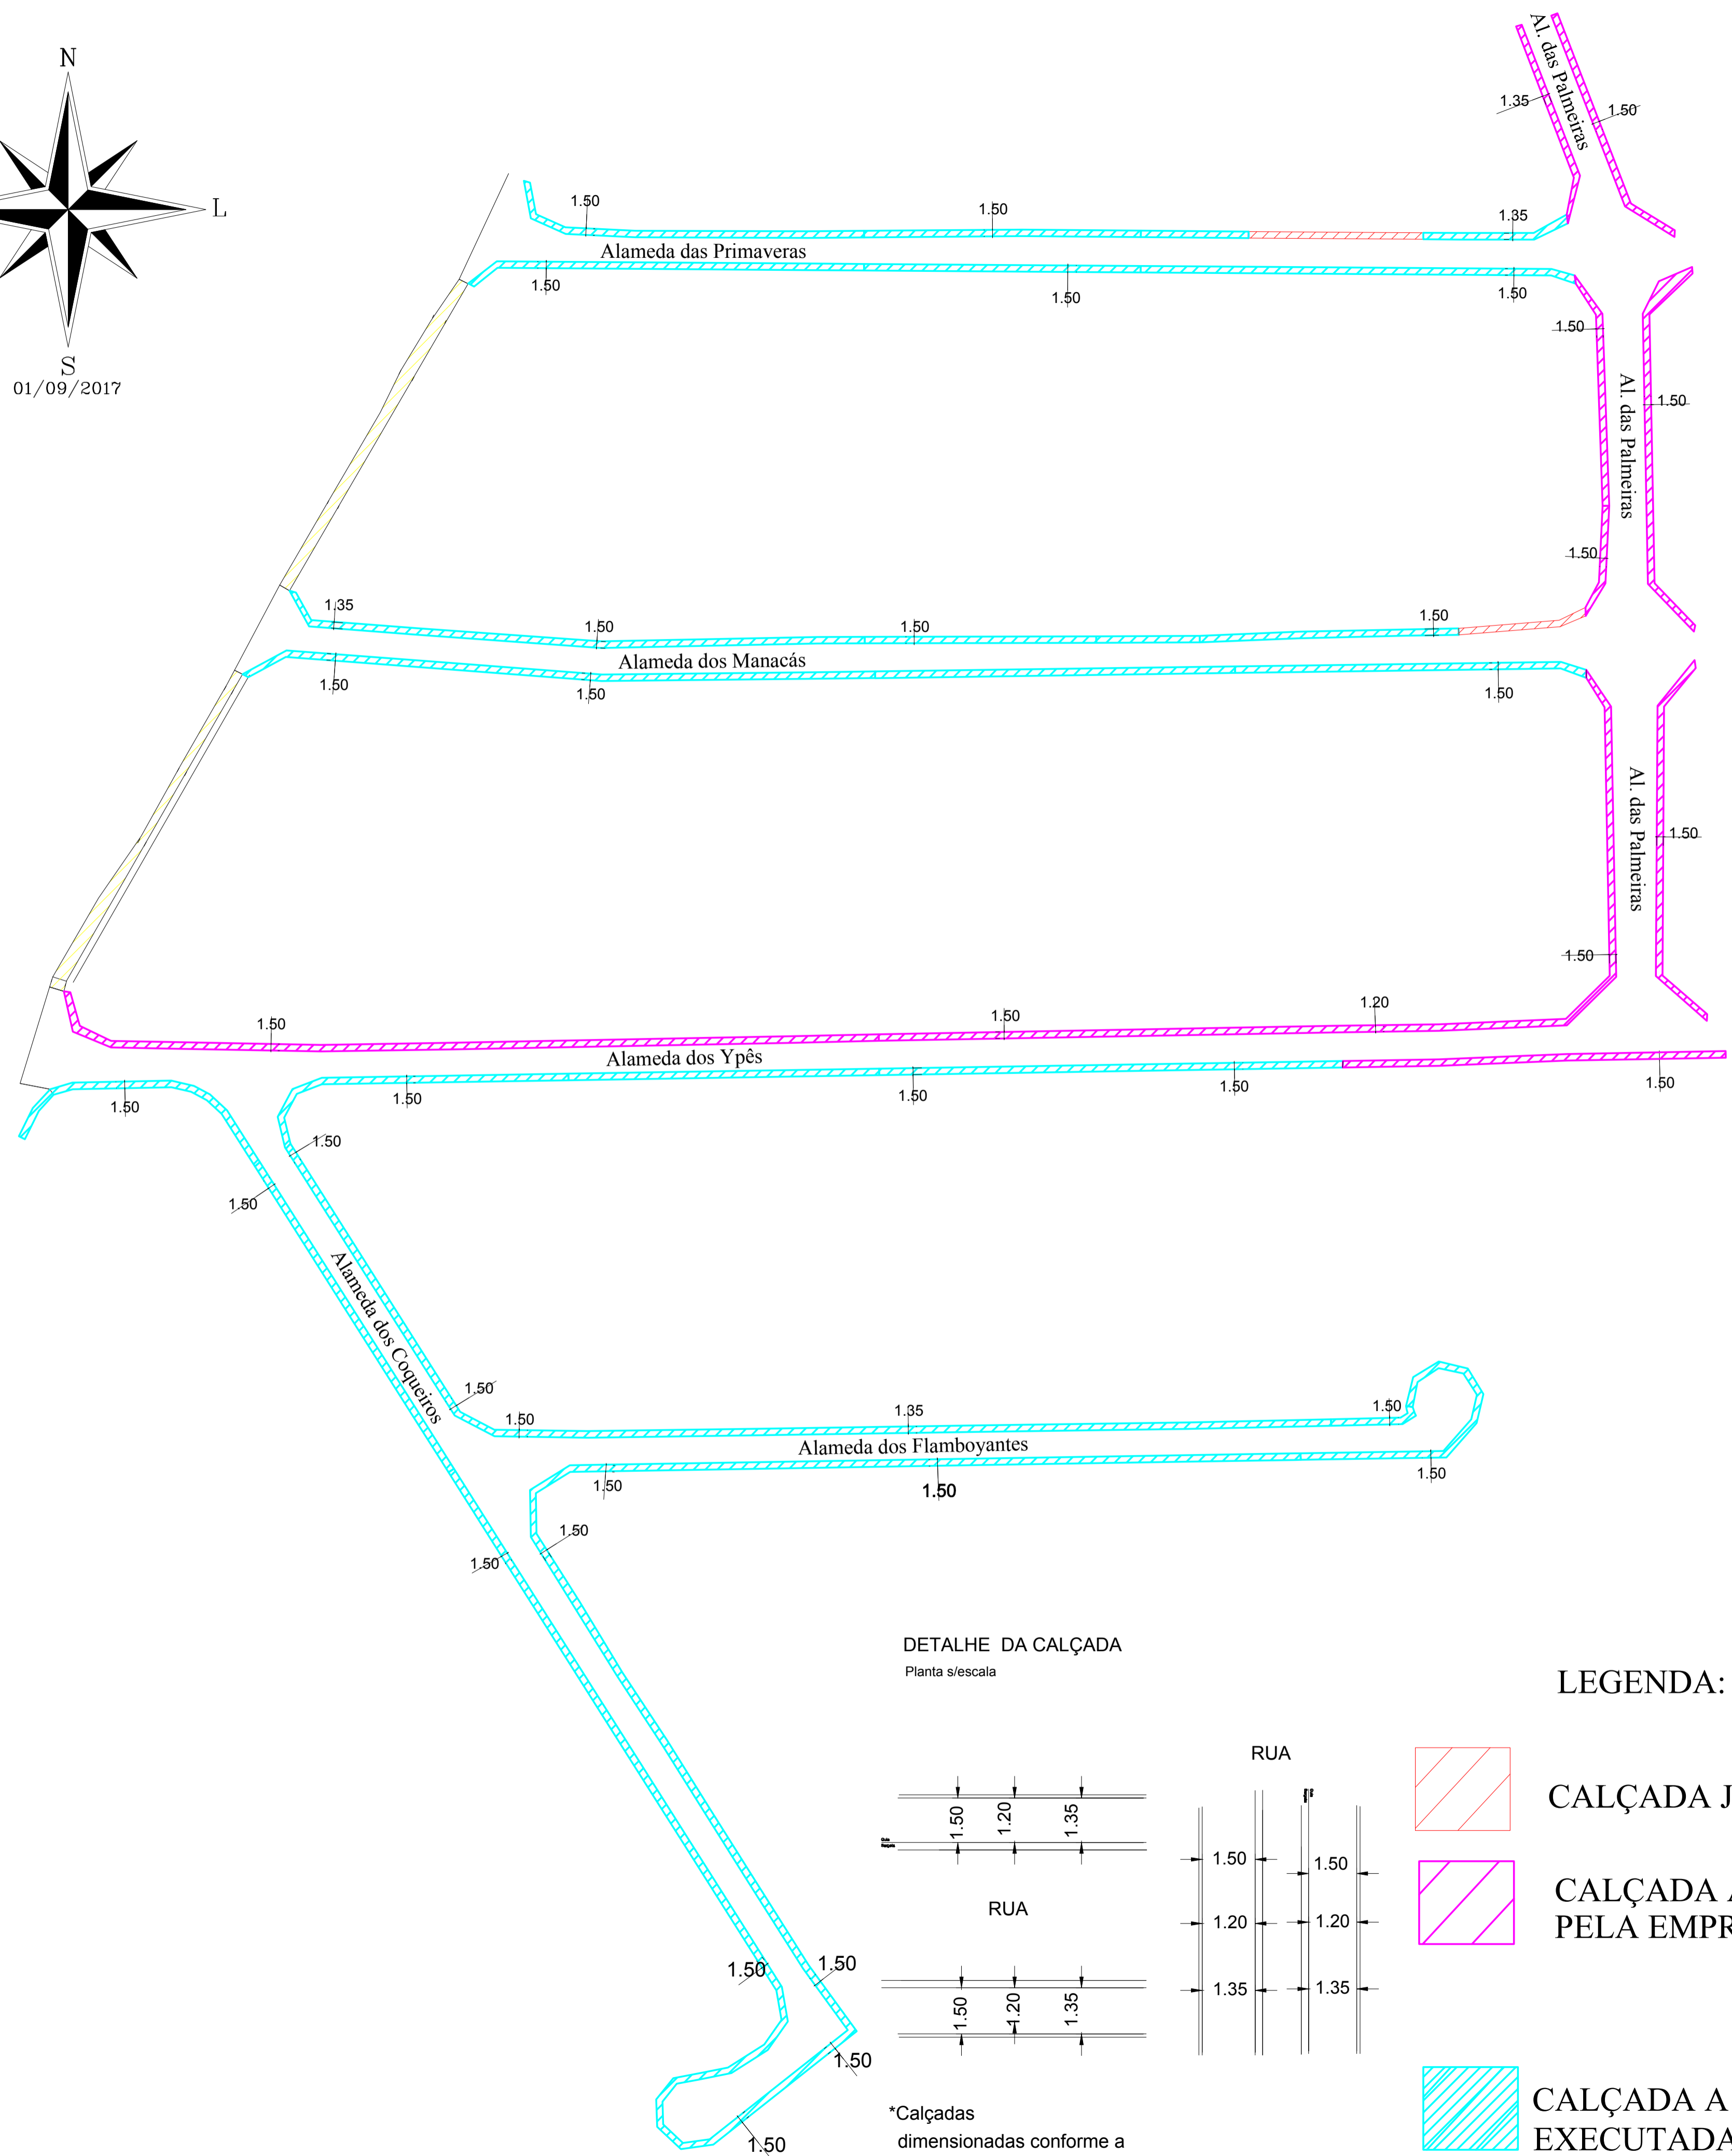 N
L
S
01/09/2017
Al. das Palmeiras
1.35
1.50
1.50
1.50
1.35
Alameda das Primaveras
1.50
1.50
1.50
1.50
1.50
Al. das Palmeiras
1.50
1.35
1.50
1.50
1.50
Alameda dos Manacás
1.50
1.50
1.50
Al. das Palmeiras
1.50
1.50
1.50
1.50
1.20
Alameda dos Ypês
1.50
1.50
1.50
1.50
1.50
1.50
1.50
Alameda dos Coqueiros
1.50
1.50
1.35
1.50
Alameda dos Flamboyantes
1.50
1.50
1.50
1.50
1.50
1.50
1.50
1.50
1.50
DETALHE DA CALÇADA
Planta s/escala
RUA
1.50
1.20
1.35
RUA
1.50
1.20
1.35
1.50
1.50
1.20
1.20
1.35
1.35
*Calçadas
dimensionadas conforme a
LEGENDA:
CALÇADA J
CALÇADA A
PELA EMPR
CALÇADA A
EXECUTADA